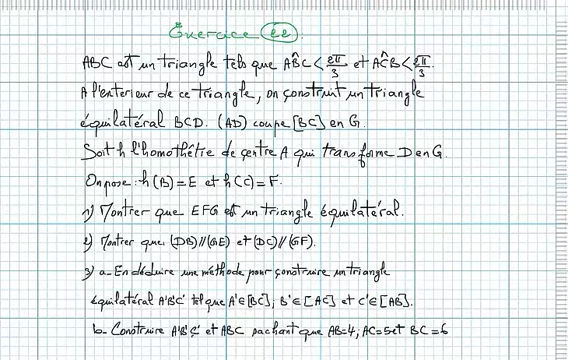 Exercice 22
ABC est un triangle tels que AB̂C < 2π/3 et AĈB < 2π/3.
A l'exterieur de ce triangle, on construit un triangle
équilatéral BCD. (AD) coupe [BC] en G.
Soit h l'homothétie de centre A qui transforme D en G.
On pose: h(B) = E et h(C) = F.
1) Montrer que EFG est un triangle équilatéral.
2) Montrer que (DB)//(GE) et (DC)//(GF).
3) a- En déduire une méthode pour construire un triangle
équilatéral A'B'C' tel que A'∈[BC], B'∈[AC] et C'∈[AB].
b- Construire A'B'C' et ABC sachant que AB=4, AC=5 et BC=6